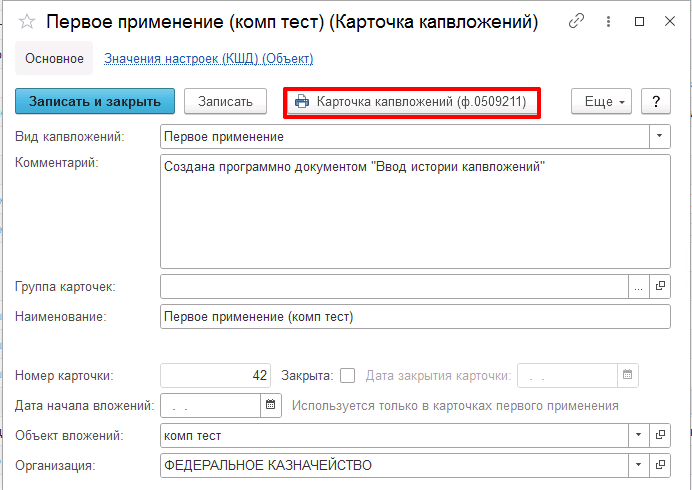 Первое применение (комп тест) (Карточка капвложений)
Основное Значения настроек (КШД) (Объект)
Записать и закрыть Записать Карточка капвложений (ф.0509211) Еще ?
Вид капвложений: Первое применение
Комментарий: Создана программно документом "Ввод истории капвложений"
Группа карточек: ...
Наименование: Первое применение (комп тест)
Номер карточки: 42 Закрыта: Дата закрытия карточки: . .
Дата начала вложений: . . Используется только в карточках первого применения
Объект вложений: комп тест
Организация: ФЕДЕРАЛЬНОЕ КАЗНАЧЕЙСТВО